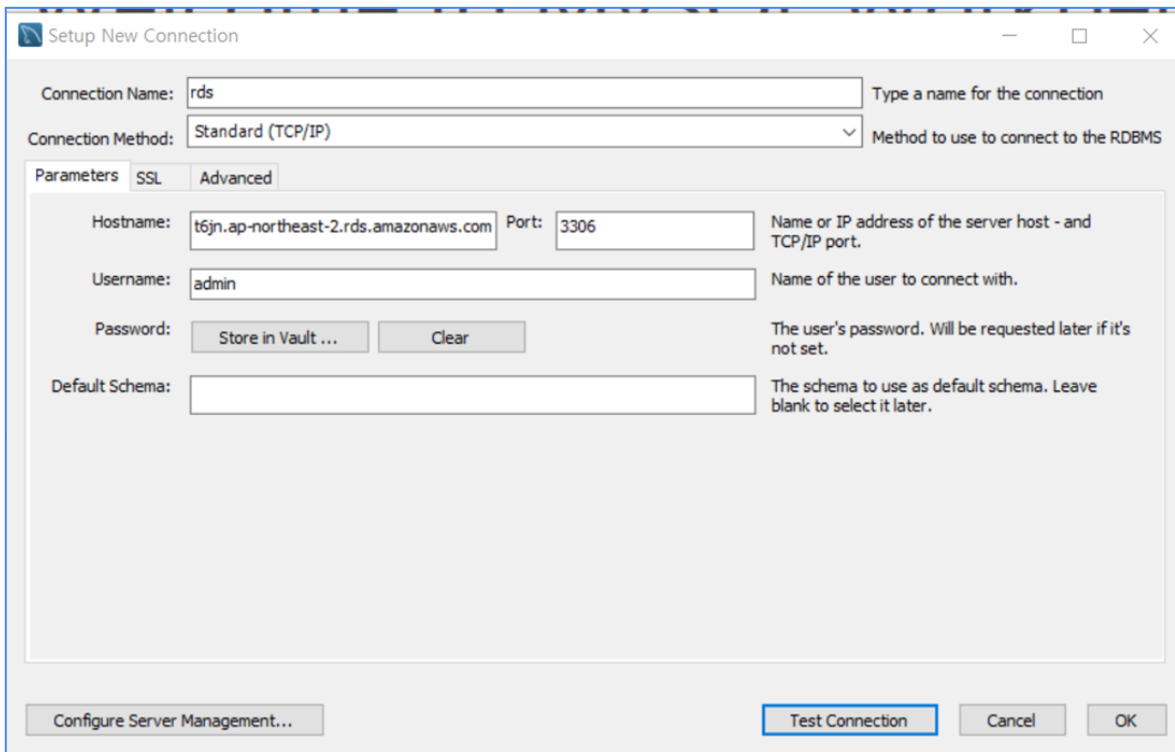 Setup New Connection
Connection Name: rds Type a name for the connection
Connection Method: Standard (TCP/IP) Method to use to connect to the RDBMS
Parameters SSL Advanced
Hostname: t6jn.ap-northeast-2.rds.amazonaws.com Port: 3306 Name or IP address of the server host - and
TCP/IP port.
Username: admin Name of the user to connect with.
Password: Store in Vault ... Clear The user's password. Will be requested later if it's
not set.
Default Schema: The schema to use as default schema. Leave
blank to select it later.
Configure Server Management... Test Connection Cancel OK